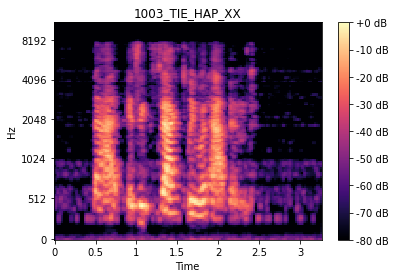 1003_TIE_HAP_XX
+0 dB
8192
-10 dB
4096
-20 dB
-30 dB
2048
Hz
-40 dB
1024
-50 dB
512
-60 dB
-70 dB
0
-80 dB
0 0.5 1 1.5 2 2.5 3
Time